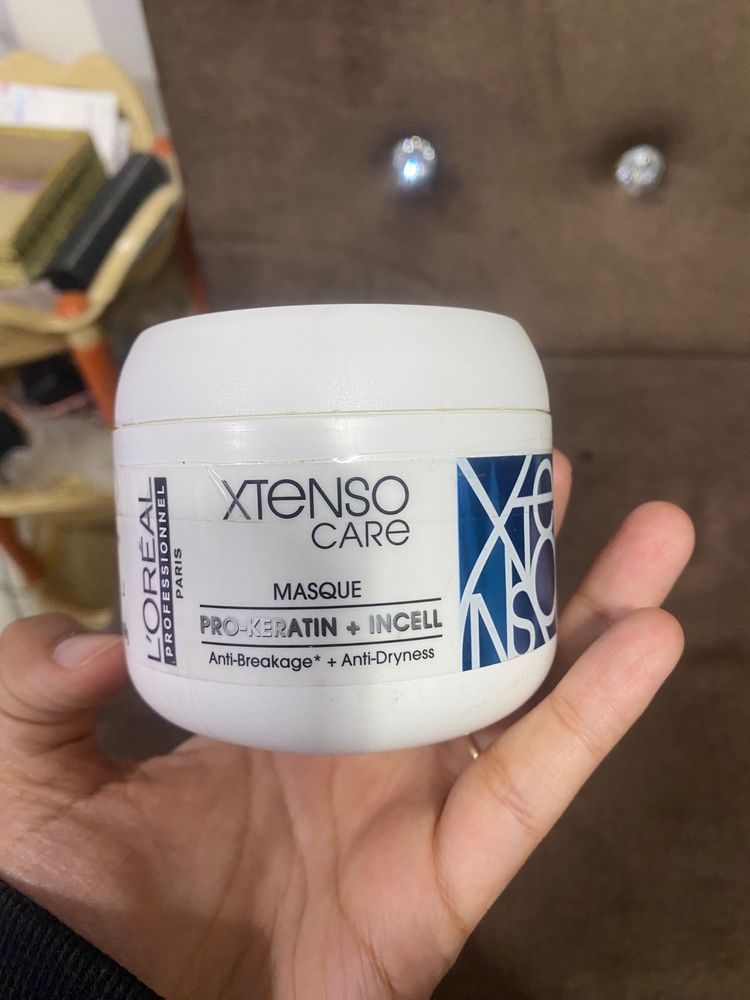 L'ORÉAL
PROFESSIONNEL
PARIS
XTENSO
CARE
MASQUE
PRO-KERATIN + INCELL
Anti-Breakage* + Anti-Dryness